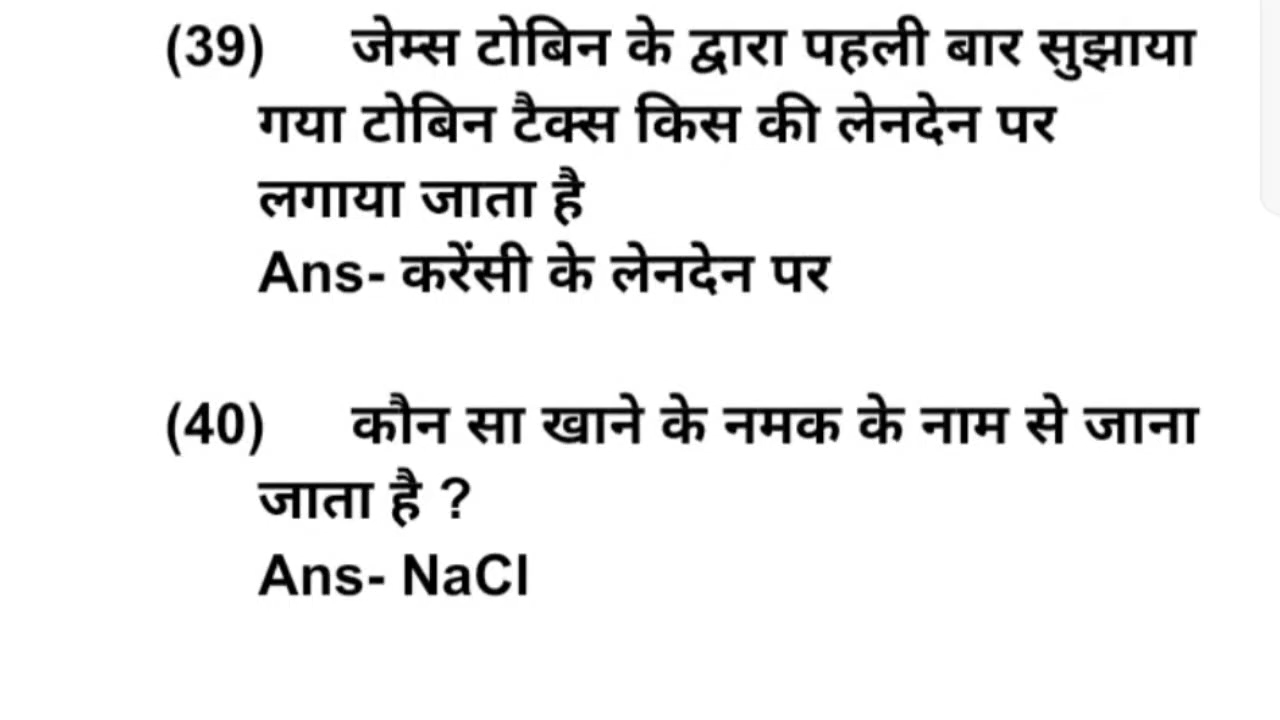 (39) जेम्स टोबिन के द्वारा पहली बार सुझाया
गया टोबिन टैक्स किस की लेनदेन पर
लगाया जाता है
Ans- करेंसी के लेनदेन पर
(40) कौन सा खाने के नमक के नाम से जाना
जाता है ?
Ans- NaCl